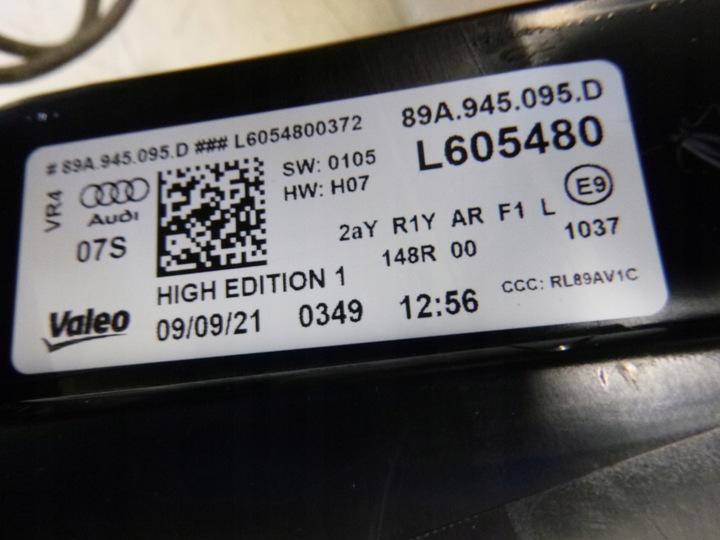 # 89A.945.095.D ### L6054800372
89A.945.095.D
L605480
VR4
Audi
07S
SW: 0105
HW: H07
E9
2aY R1Y AR F1 L
148R 00
1037
HIGH EDITION 1
CCC: RL89AV1C
Valeo
09/09/21 0349 12:56